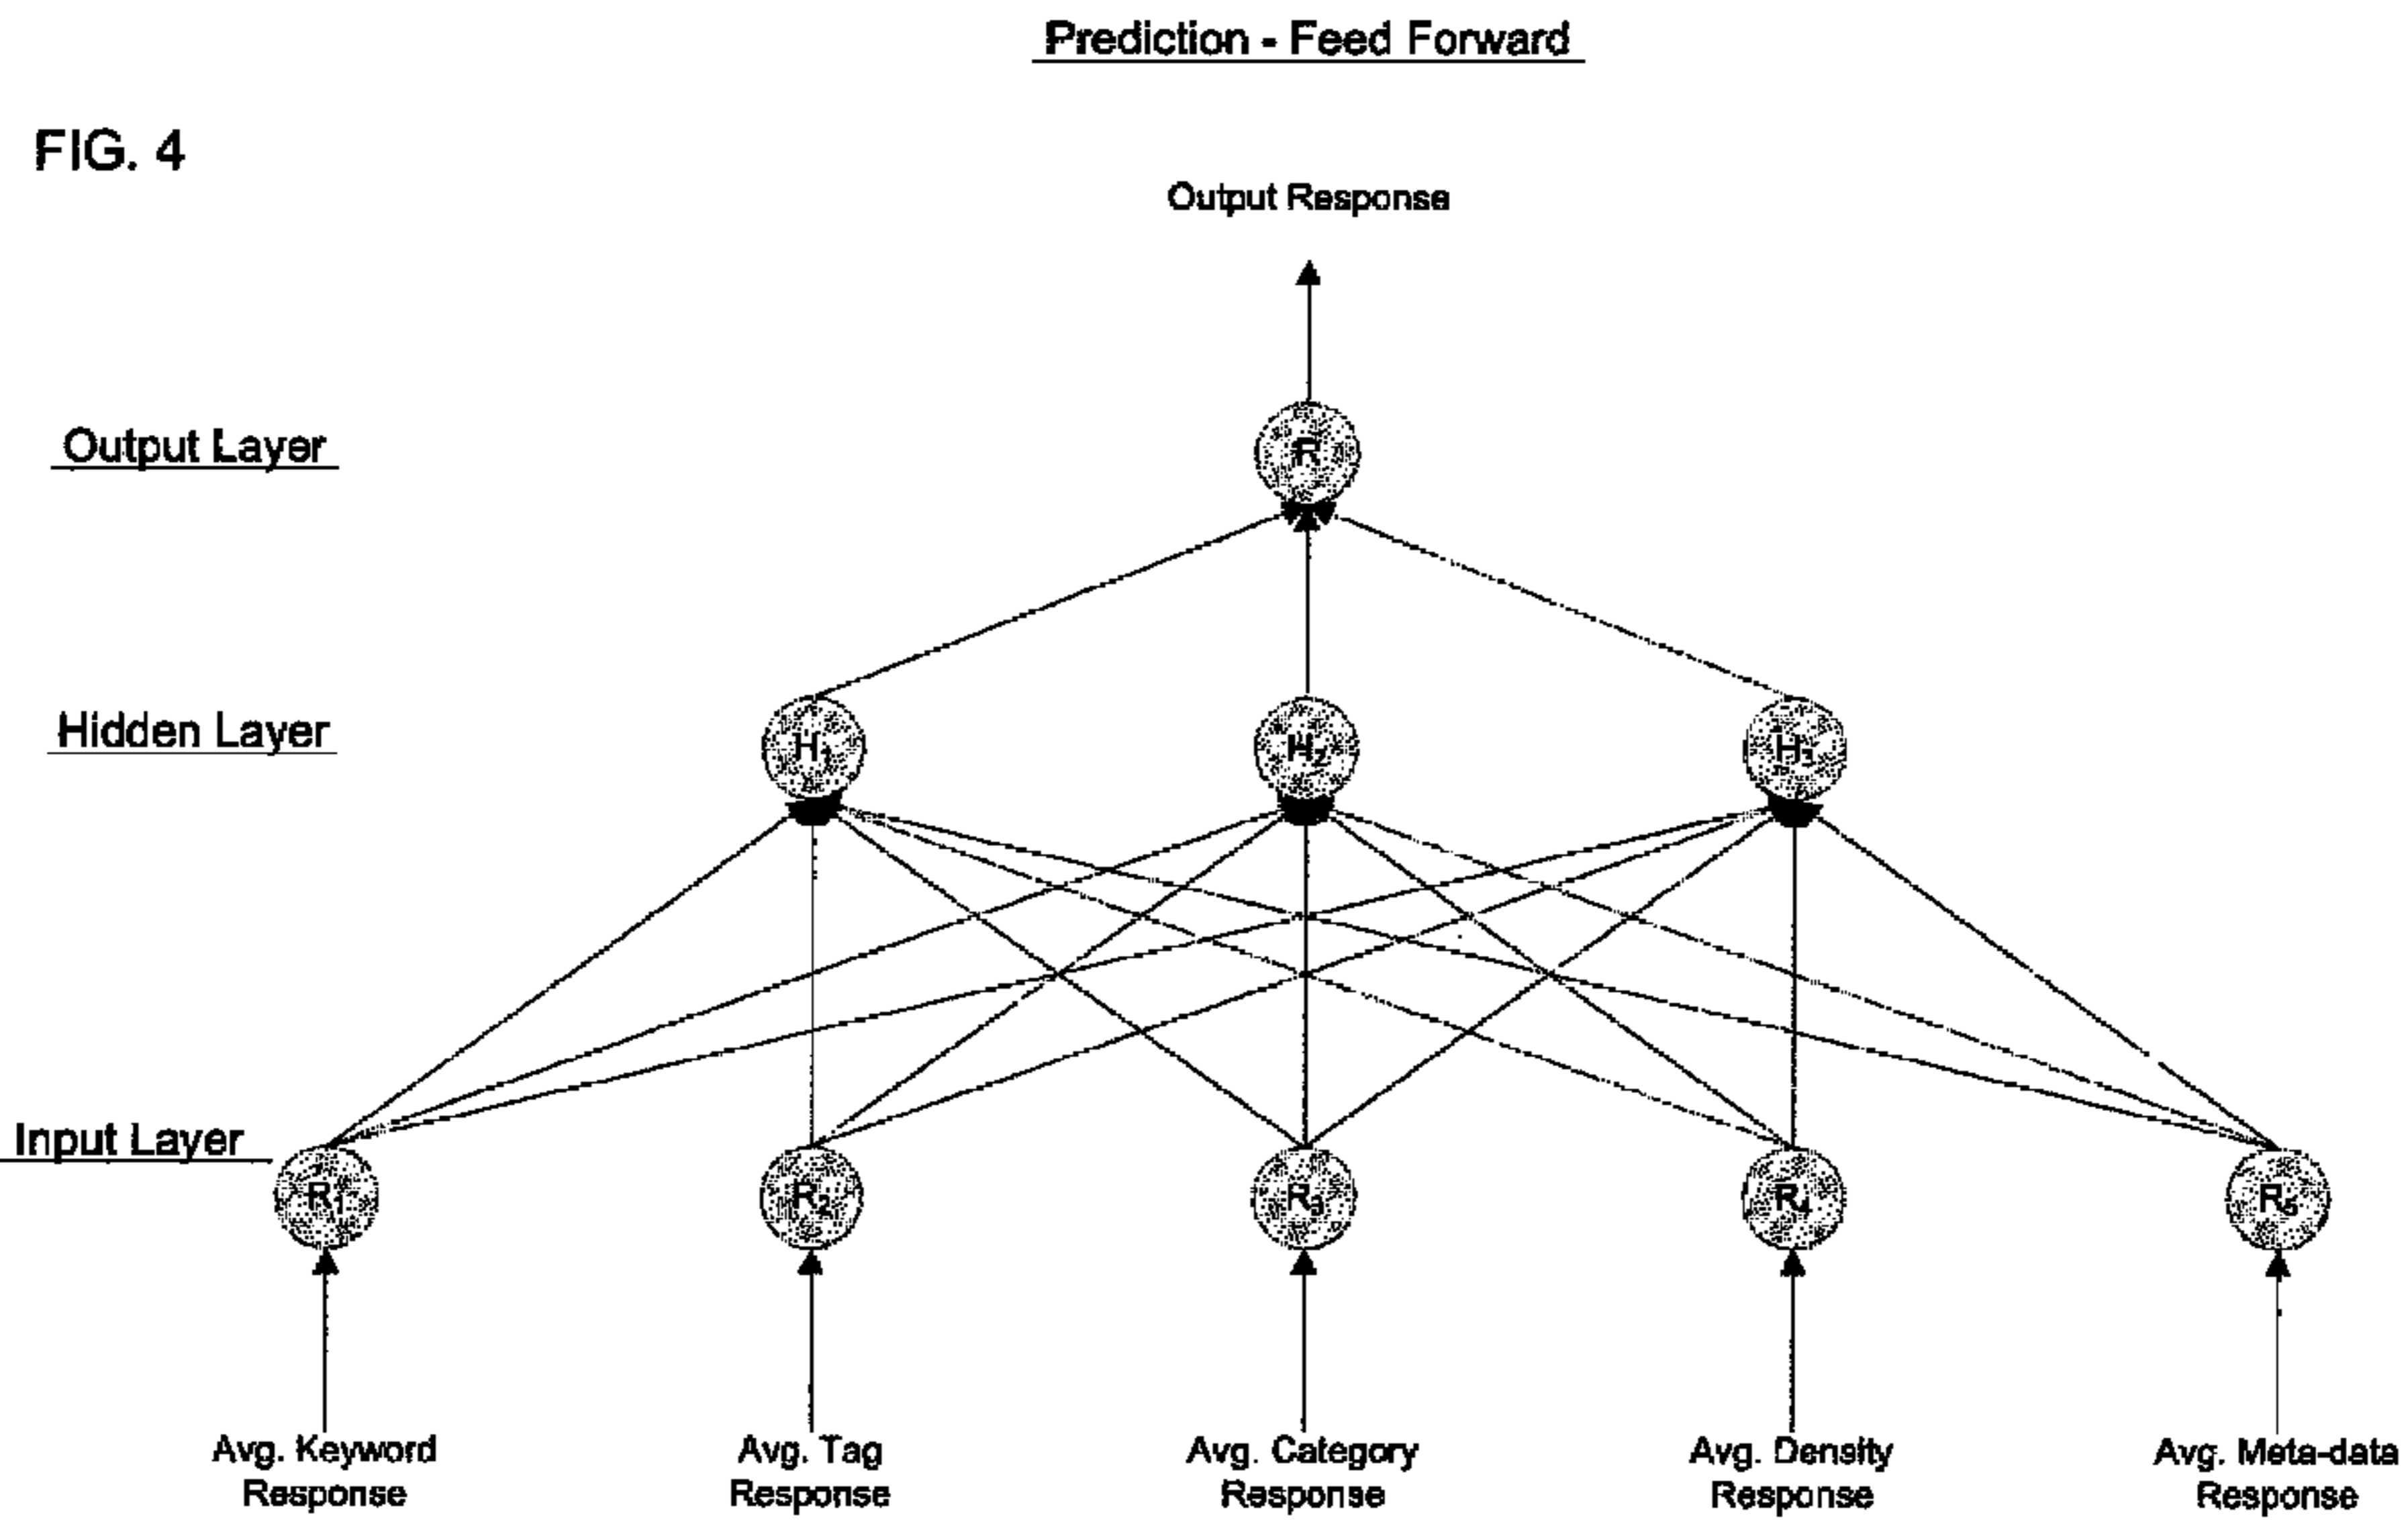 Prediction - Feed Forward
FIG. 4
Output Response
Output Layer
R
Hidden Layer
H₁ H₂ H₃
Input Layer
R₁ R₂ R₃ R₄ R₅
Avg. Keyword Avg. Tag Avg. Category Avg. Density Avg. Meta-data
Response Response Response Response Response